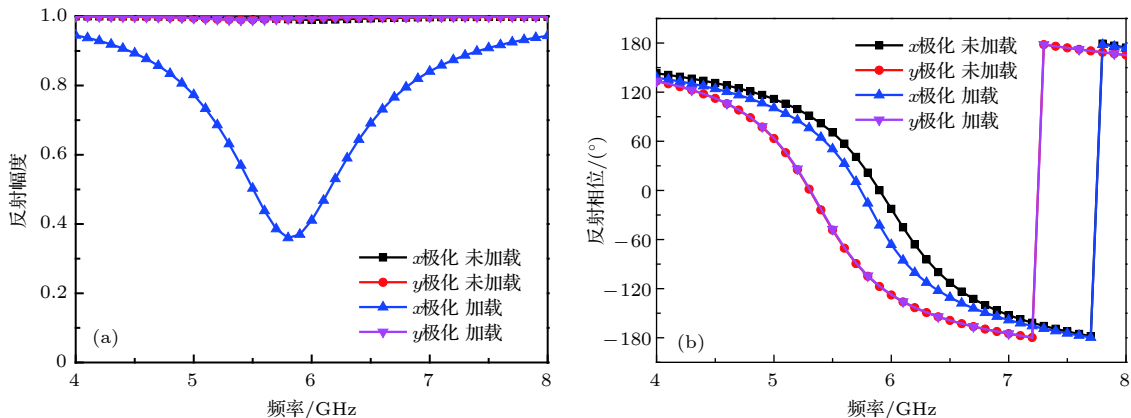 1.0
0.8
0.6
0.4
0.2
0
反射幅度
x极化 未加载
y极化 未加载
x极化 加载
y极化 加载
(a)
4 5 6 7 8
频率/GHz
180
120
60
0
−60
−120
−180
反射相位/(°)
x极化 未加载
y极化 未加载
x极化 加载
y极化 加载
(b)
4 5 6 7 8
频率/GHz